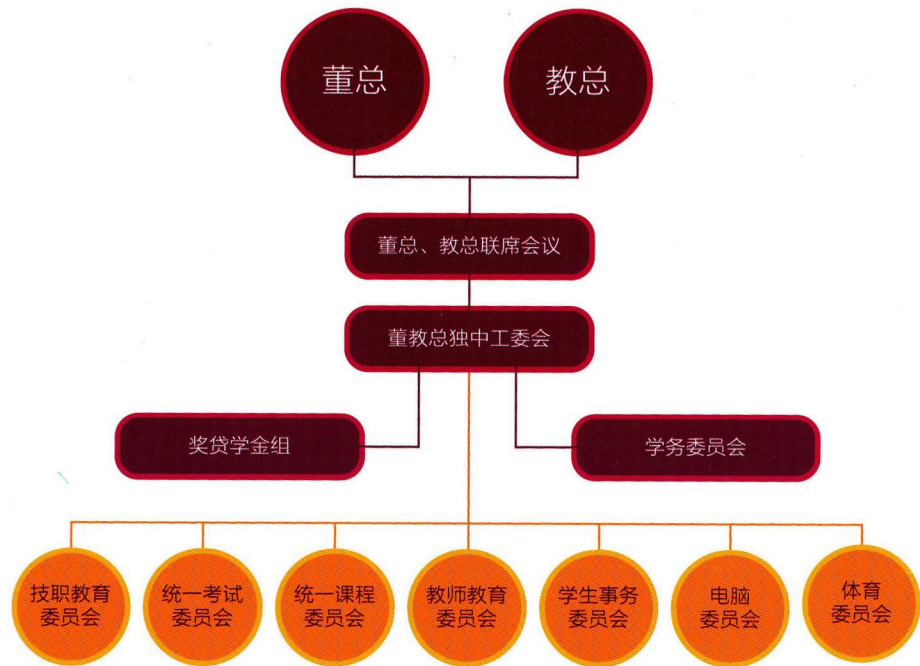 董总
教总
董总、教总联席会议
董教总独中工委会
奖贷学金组
学务委员会
技职教育
委员会
统一考试
委员会
统一课程
委员会
教师教育
委员会
学生事务
委员会
电脑
委员会
体育
委员会